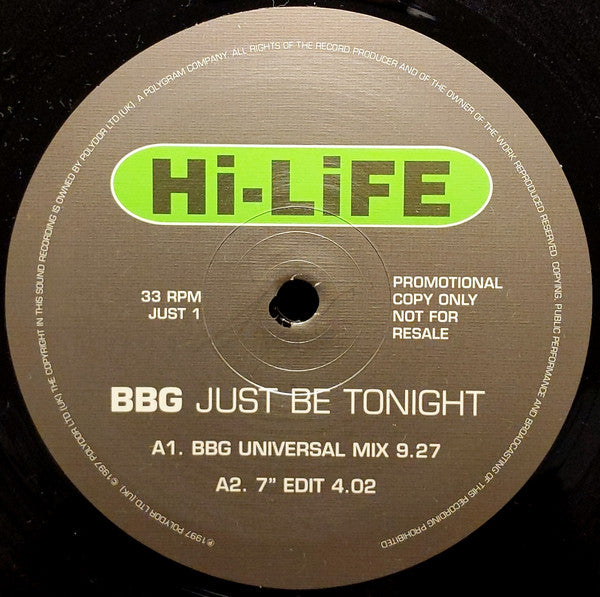 ℗1997 POLYDOR LTD (UK). ©1997 POLYDOR LTD (UK) THE COPYRIGHT IN THIS SOUND RECORDING IS OWNED BY POLYDOR LTD (UK). A POLYGRAM COMPANY. ALL RIGHTS OF THE RECORD PRODUCER AND OF THE OWNER OF THE WORK REPRODUCED RESERVED. COPYING, PUBLIC PERFORMANCE AND BROADCASTING OF THIS RECORDING PROHIBITED
Hi-LiFE
33 RPM
JUST 1
PROMOTIONAL
COPY ONLY
NOT FOR
RESALE
BBG JUST BE TONIGHT
A1. BBG UNIVERSAL MIX 9.27
A2. 7” EDIT 4.02